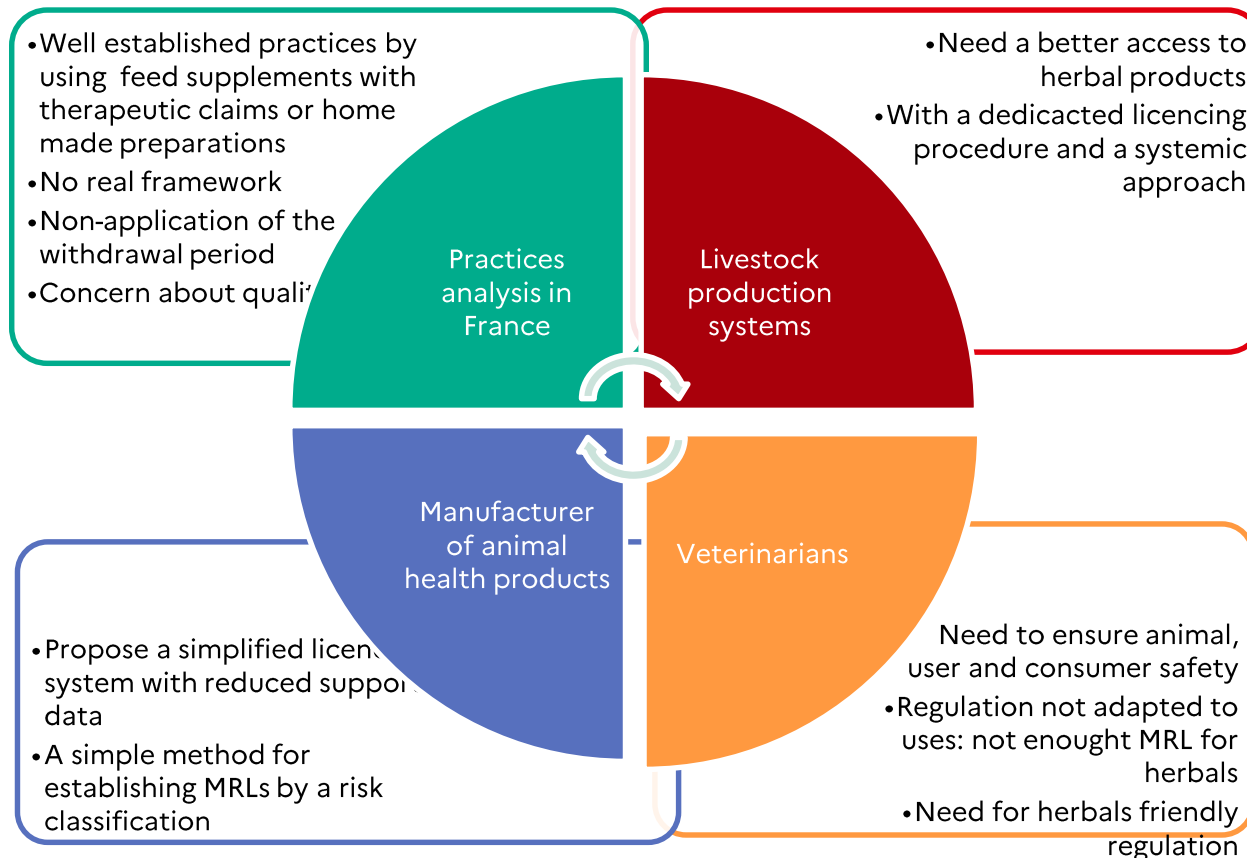 •Well established practices by
using feed supplements with
therapeutic claims or home
made preparations
•No real framework
•Non-application of the
withdrawal period
•Concern about
•Need a better access to
herbal products
•With a dedicacted licencing
procedure and a systemic
approach
Practices
analysis in
France
Livestock
production
systems
Manufacturer
of animal
health products
Veterinarians
•Propose a simplified
system with reduced
data
•A simple method for
establishing MRLs by a risk
classification
Need to ensure animal,
user and consumer safety
•Regulation not adapted to
uses: not enought MRL for
herbals
•Need for herbals friendly
regulation